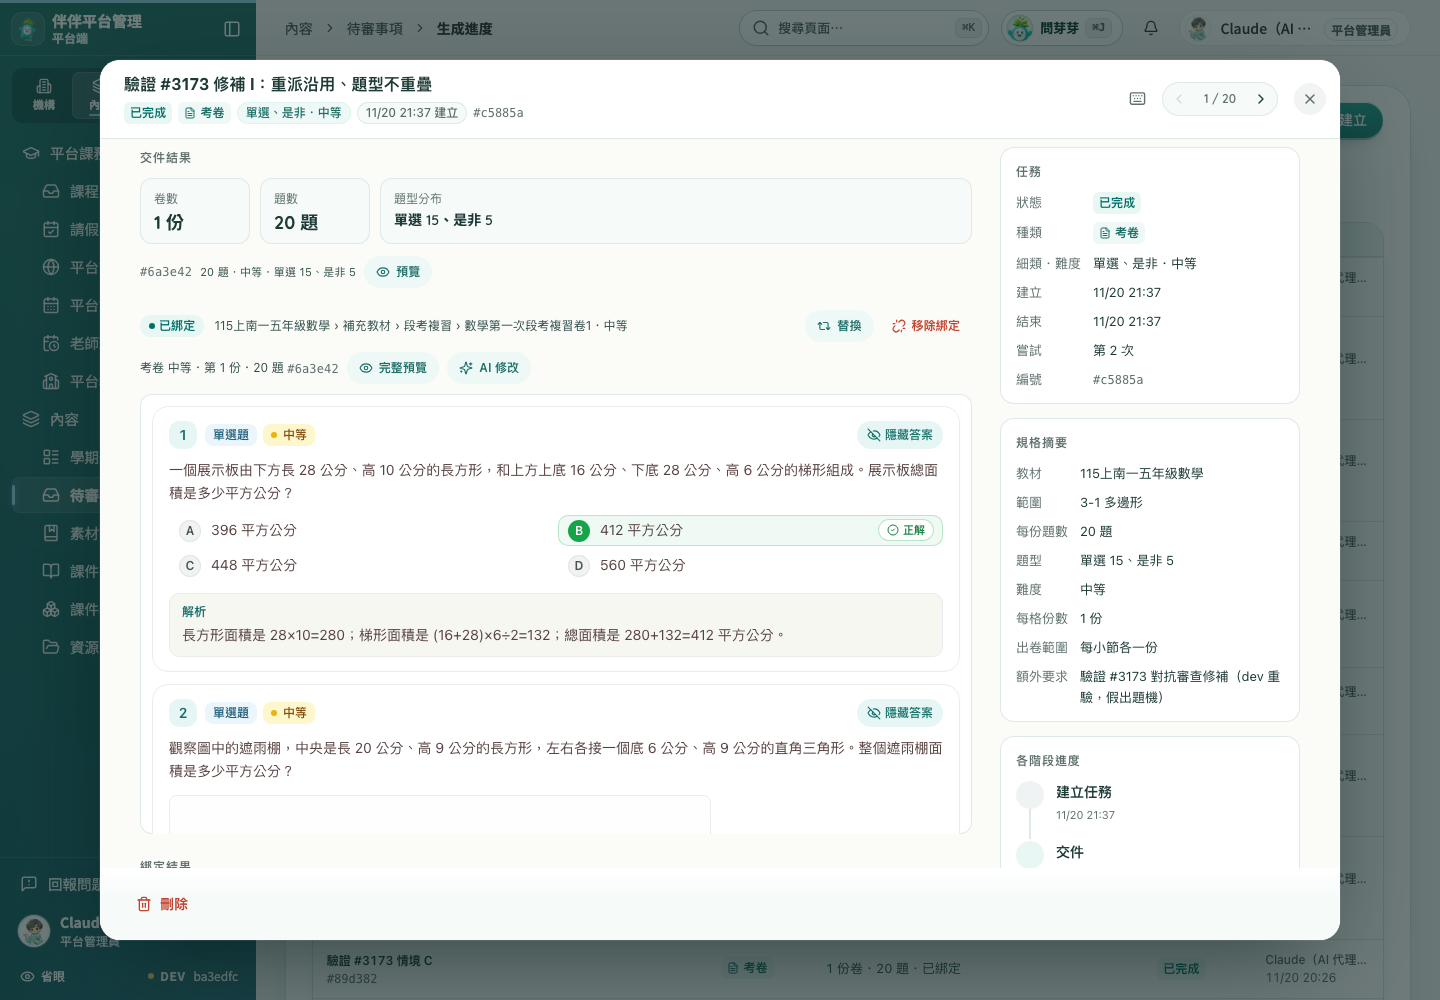 伴伴平台管理
平台端
內容 › 待審事項 › 生成進度
搜尋頁面… ⌘K
問芽芽 ⌘J
Claude（AI … 平台管理員
機構
平台課
課程
請假
平台
平台
老師
平台
內容
學期
待審
素材
課件
課件
資源
回報問題
Claud
平台管理員
省眼
DEV ba3edfc
建立
驗證 #3173 修補 I：重派沿用、題型不重疊
已完成 考卷 單選、是非 · 中等 11/20 21:37 建立 #c5885a
1 / 20
交件結果
卷數
1 份
題數
20 題
題型分布
單選 15、是非 5
#6a3e42 20 題 · 中等 · 單選 15、是非 5 預覽
已綁定 115上南一五年級數學 › 補充教材 › 段考複習 › 數學第一次段考複習卷1 · 中等 替換 移除綁定
考卷 中等 · 第 1 份 · 20 題 #6a3e42 完整預覽 AI 修改
1 單選題 中等 隱藏答案
一個展示板由下方長 28 公分、高 10 公分的長方形，和上方上底 16 公分、下底 28 公分、高 6 公分的梯形組成。展示板總面
積是多少平方公分？
A 396 平方公分
B 412 平方公分 正解
C 448 平方公分
D 560 平方公分
解析
長方形面積是 28×10=280；梯形面積是 (16+28)×6÷2=132；總面積是 280+132=412 平方公分。
2 單選題 中等 隱藏答案
觀察圖中的遮雨棚，中央是長 20 公分、高 9 公分的長方形，左右各接一個底 6 公分、高 9 公分的直角三角形。整個遮雨棚面
積是多少平方公分？
綁定結果
刪除
任務
狀態 已完成
種類 考卷
細類 · 難度 單選、是非 · 中等
建立 11/20 21:37
結束 11/20 21:37
嘗試 第 2 次
編號 #c5885a
規格摘要
教材 115上南一五年級數學
範圍 3-1 多邊形
每份題數 20 題
題型 單選 15、是非 5
難度 中等
每格份數 1 份
出卷範圍 每小節各一份
額外要求 驗證 #3173 對抗審查修補（dev 重
驗，假出題機）
各階段進度
建立任務
11/20 21:37
交件
代理…
代理…
代理…
代理…
代理…
代理…
代理…
代理…
驗證 #3173 情境 C
#89d382
考卷
1 份卷 · 20 題 · 已綁定
已完成
Claude（AI 代理…
11/20 20:26